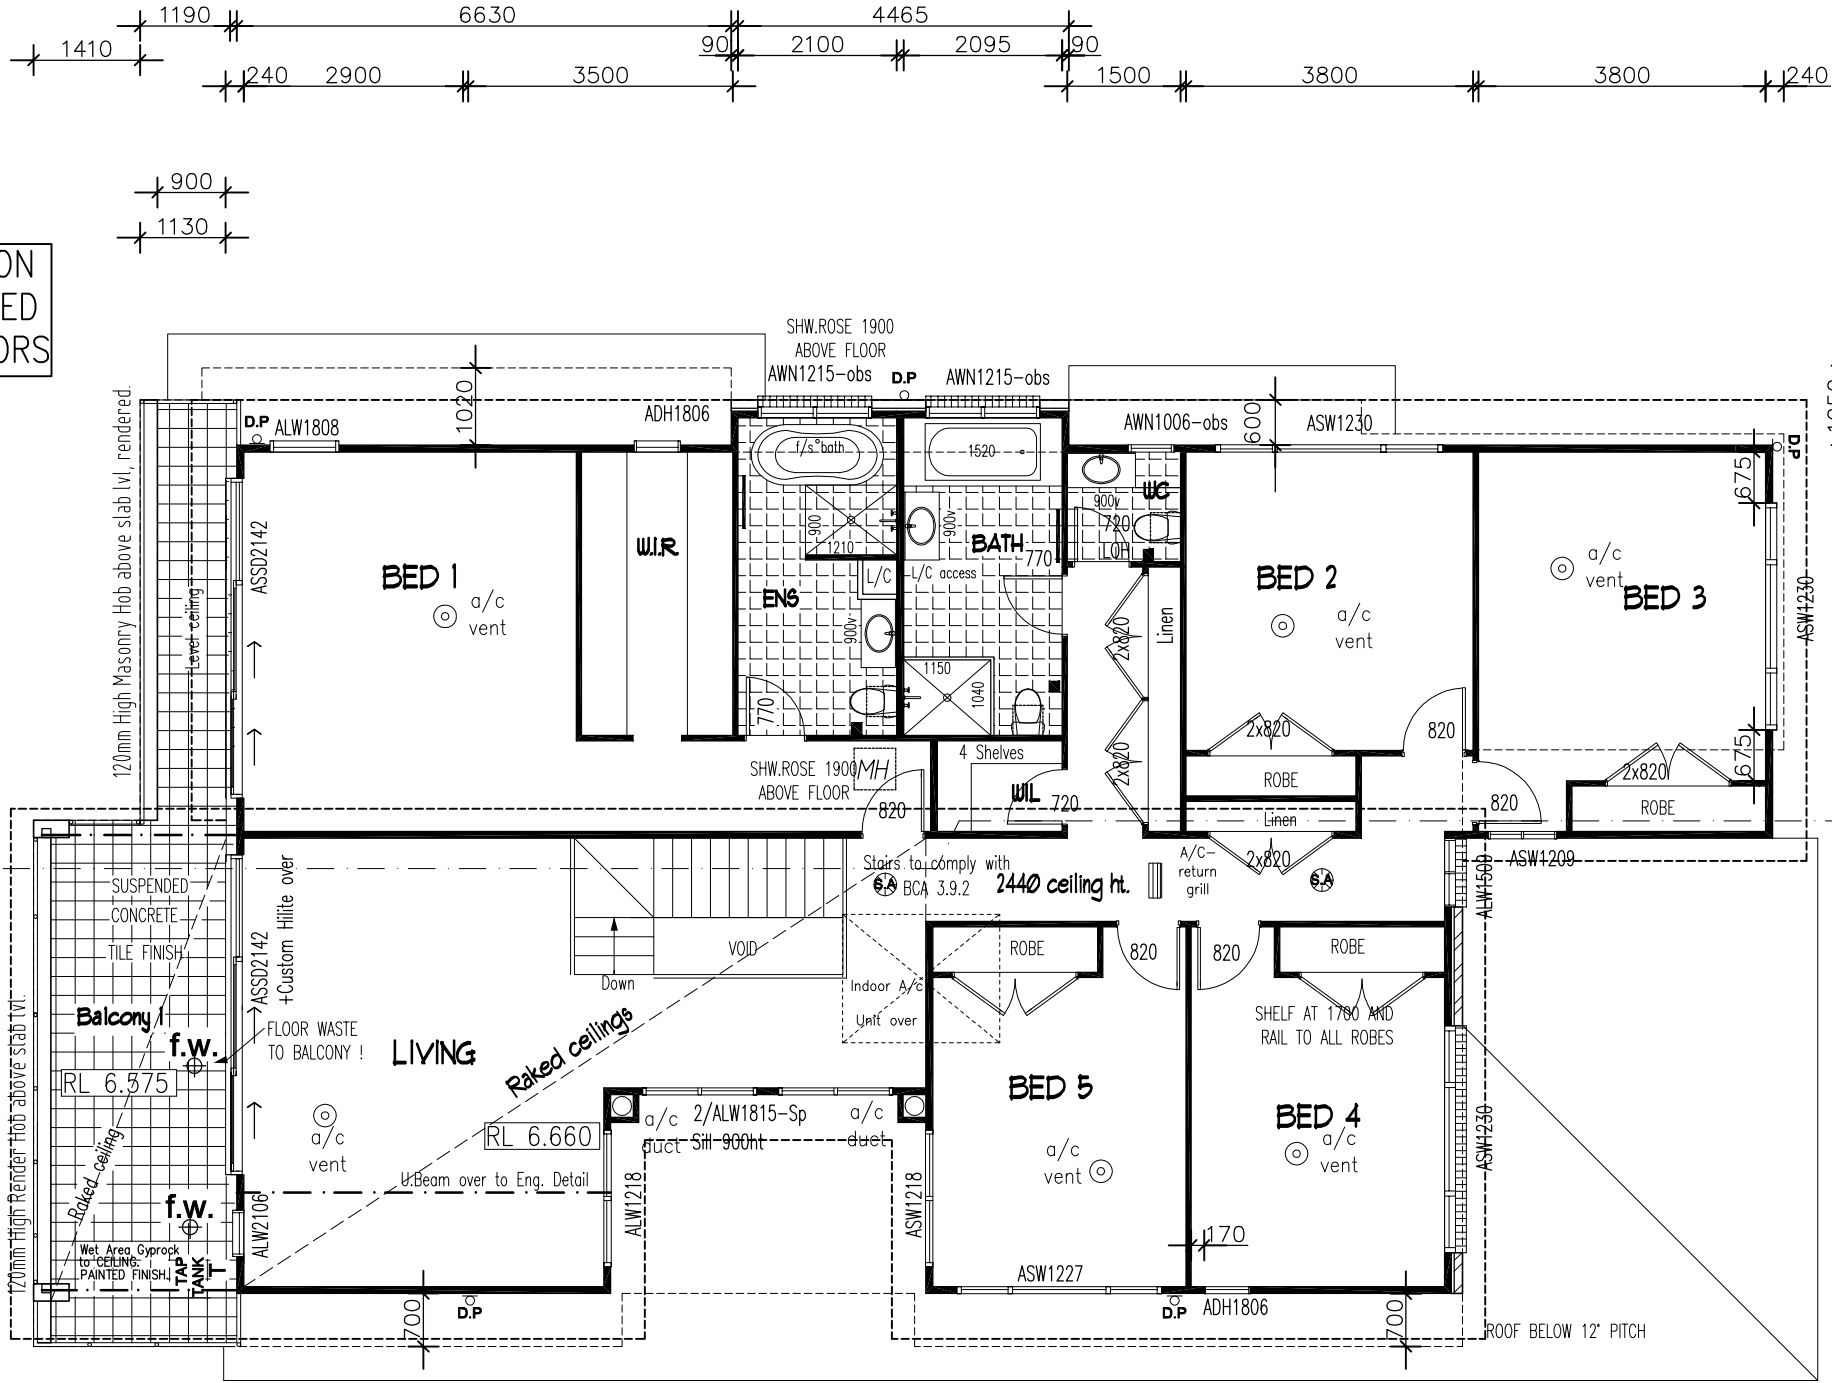 1190
6630
4465
1410
90
2100
2095
90
240
2900
3500
1500
3800
3800
240
900
1130
ON
ED
ORS
SHW.ROSE 1900
ABOVE FLOOR
AWN1215-obs
D.P
AWN1215-obs
1020
D.P
ALW1808
ADH1806
AWN1006-obs
600
ASW1230
D.P
675
120mm High Masonry Hob above slab lvl, rendered.
Level ceiling
ASSD2142
BED 1
a/c
vent
W.I.R
f/s bath
900
1210
L/C
ENS
900v
770
1520
900v
BATH
L/C access
770
1150
1040
WC
900v
720
LOH
Linen
2x820
2x820
BED 2
a/c
vent
2x820
820
ROBE
a/c
vent
BED 3
ASW1230
675
2x820
ROBE
820
SHW.ROSE 1900
ABOVE FLOOR
MH
820
4 Shelves
WIL
720
Linen
2x820
ASW1209
ALW1509
Stairs to comply with
BCA 3.9.2
S.A
2440 ceiling ht.
A/C-
return
grill
S.A
SUSPENDED
CONCRETE
TILE FINISH
Balcony 1
f.w.
RL 6.575
FLOOR WASTE
TO BALCONY !
ASSD2142
+Custom Hilite over
VOID
Down
Indoor A/c
Unit over
LIVING
Raked ceilings
a/c
vent
RL 6.660
U.Beam over to Eng. Detail
a/c
duct
2/ALW1815-Sp
Sill 900ht
a/c
duct
ROBE
820
820
ROBE
SHELF AT 1700 AND
RAIL TO ALL ROBES
BED 5
a/c
vent
BED 4
a/c
vent
ASW1230
120mm High Render Hob above slab lvl.
Raked ceiling
f.w.
Wet Area Gyprock
to CEILING.
PAINTED FINISH.
TAP
TANK
T
ALW2106
ALW1218
ASW1218
170
ASW1227
700
D.P
D.P
ADH1806
700
ROOF BELOW 12° PITCH